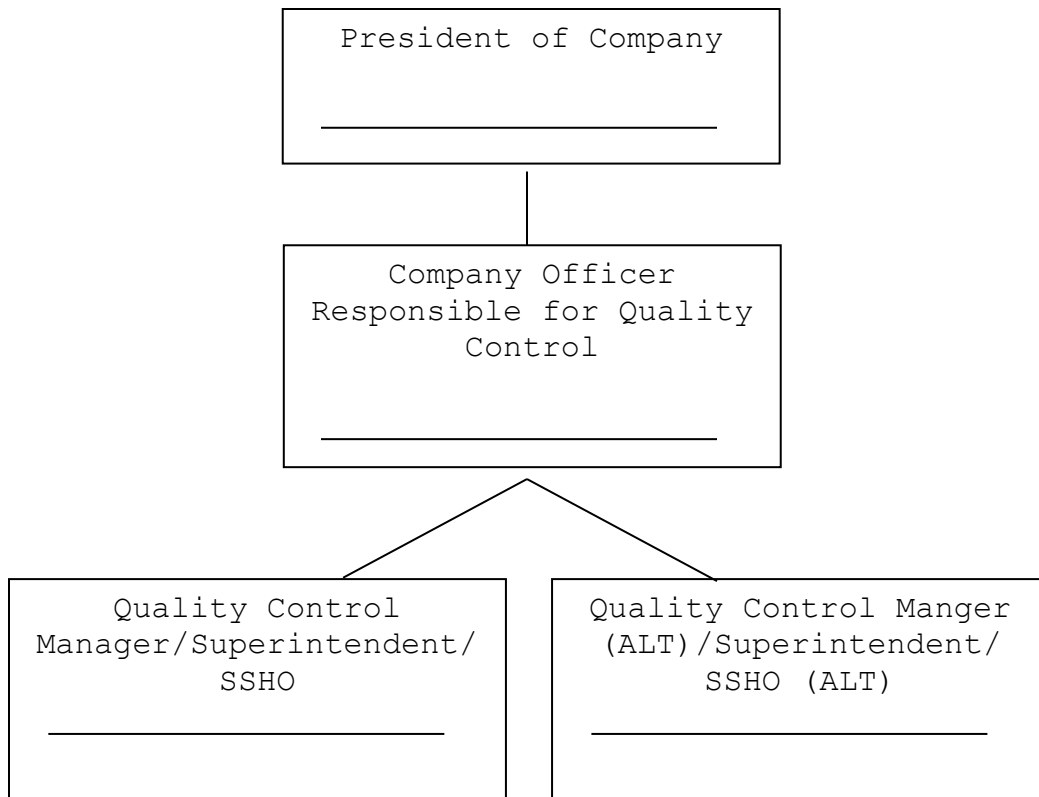 President of Company
Company Officer
Responsible for Quality
Control
Quality Control
Manager/Superintendent/
SSHO
Quality Control Manger
(ALT)/Superintendent/
SSHO (ALT)